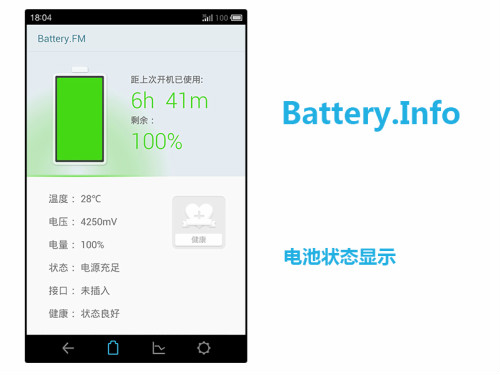 18:04
100
Battery.FM
距上次开机已使用:
6h 41m
剩余：
100%
温度： 28℃
电压： 4250mV
电量： 100%
状态： 电源充足
接口： 未插入
健康： 状态良好
健康
Battery.Info
电池状态显示